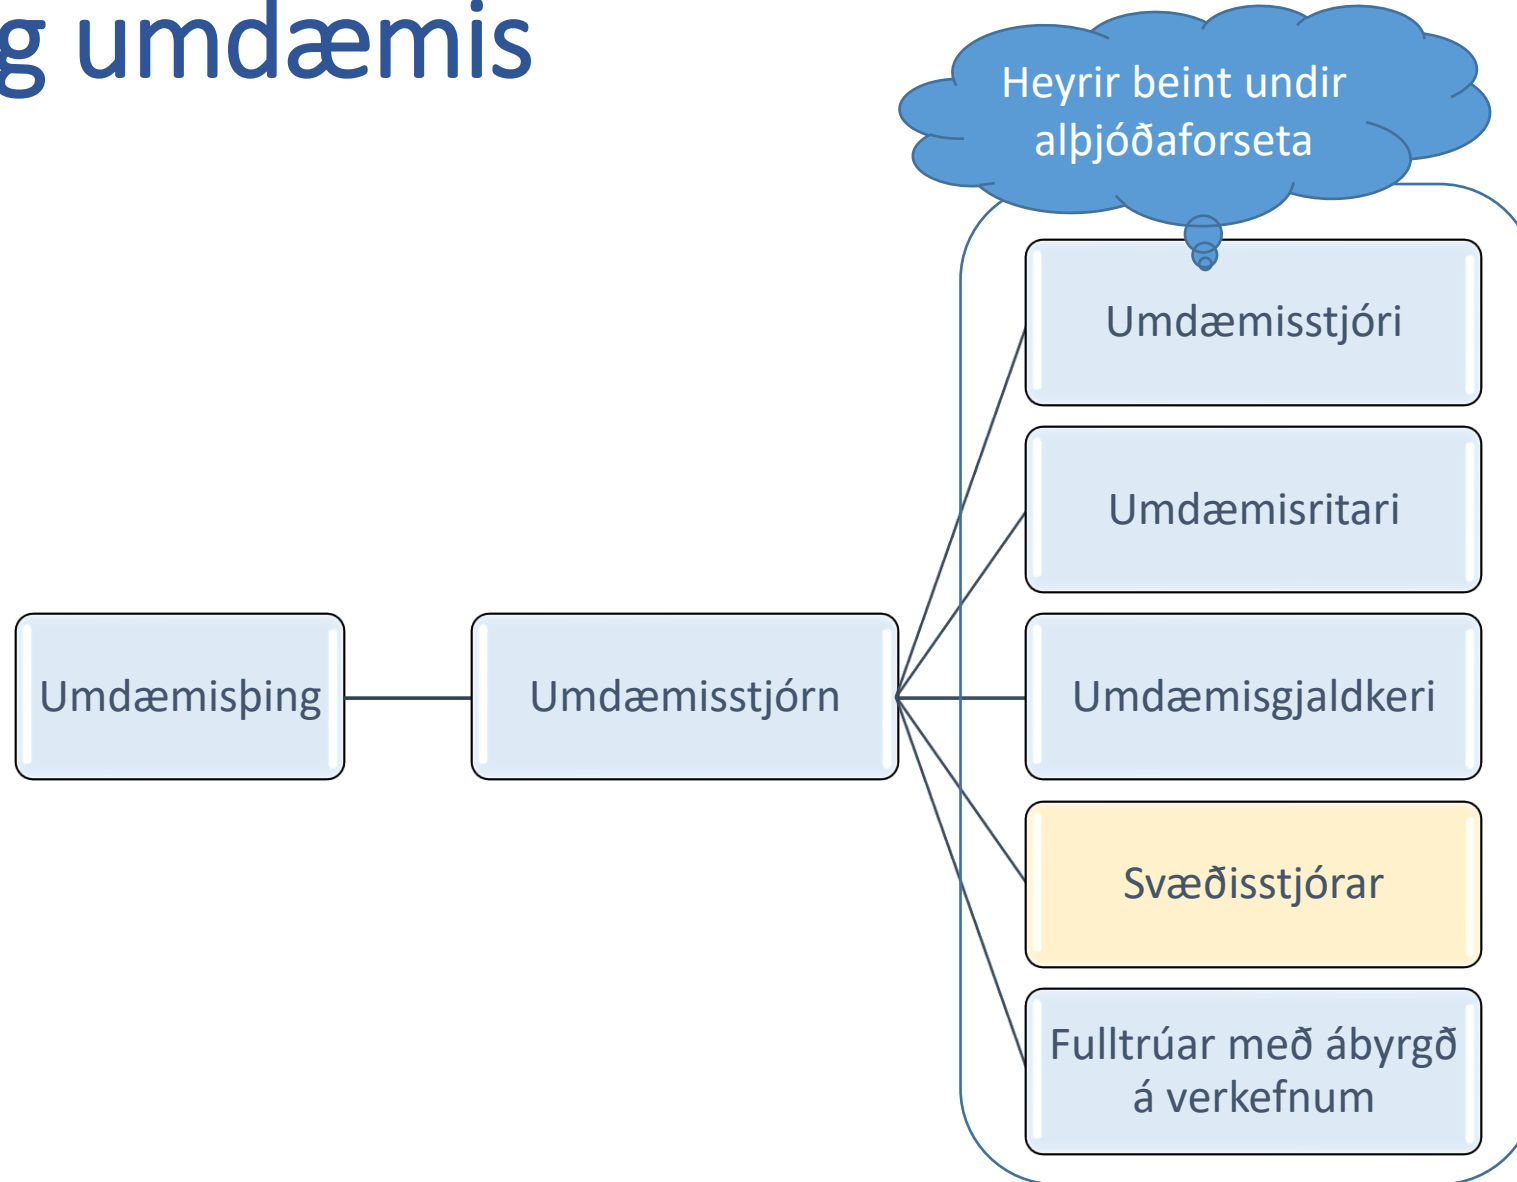 g umdæmis
Heyrir beint undir
alþjóðaforseta
Umdæmisstjóri
Umdæmisritari
Umdæmisþing
Umdæmisstjórn
Umdæmisgjaldkeri
Svæðisstjórar
Fulltrúar með ábyrgð
á verkefnum